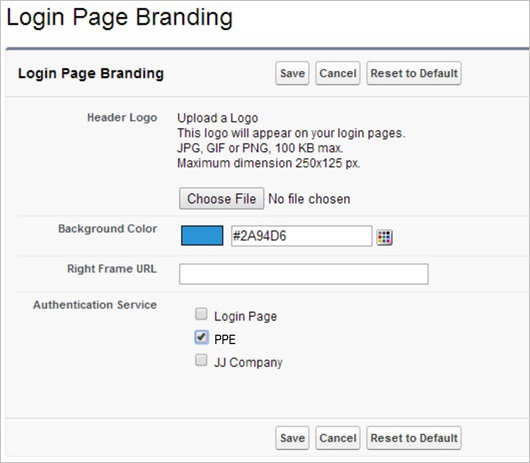 Login Page Branding
Login Page Branding Save Cancel Reset to Default
Header Logo Upload a Logo
This logo will appear on your login pages.
JPG, GIF or PNG, 100 KB max.
Maximum dimension 250x125 px.
Choose File No file chosen
Background Color #2A94D6
Right Frame URL
Authentication Service
Login Page
PPE
JJ Company
Save Cancel Reset to Default